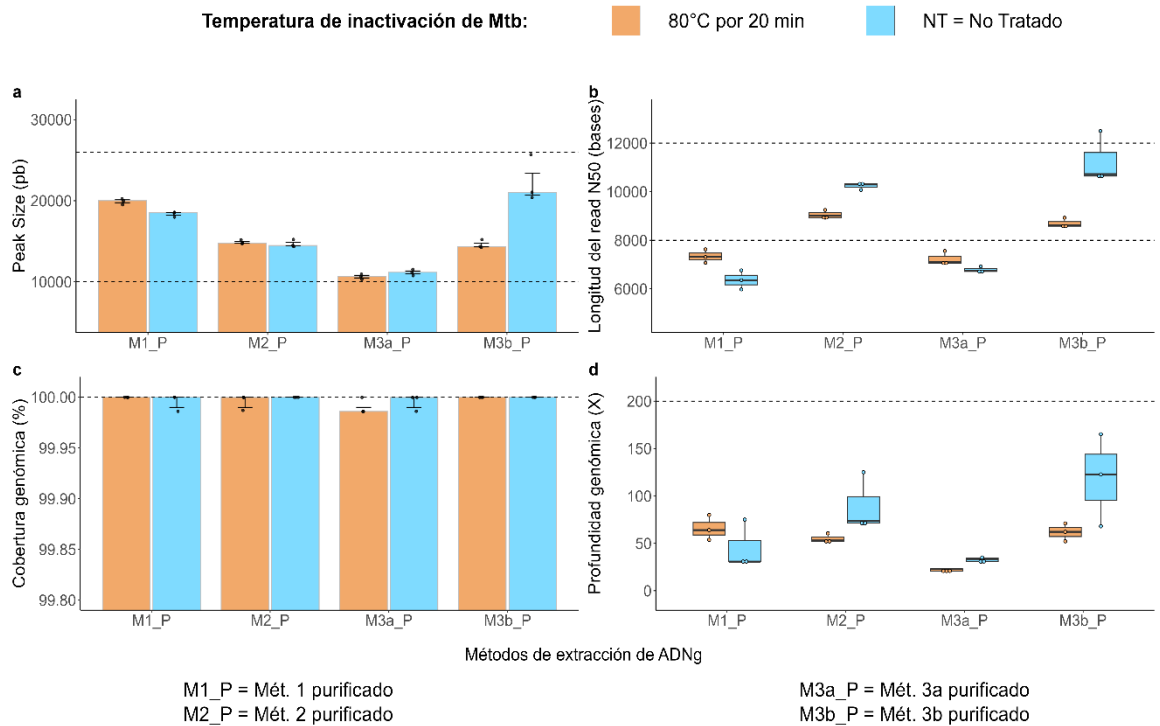 Temperatura de inactivación de Mtb: 80°C por 20 min NT = No Tratado
a
Peak Size (pb)
30000
20000
10000
M1_P M2_P M3a_P M3b_P
b
Longitud del read N50 (bases)
12000
10000
8000
6000
M1_P M2_P M3a_P M3b_P
c
Cobertura genómica (%)
100.00
99.95
99.90
99.85
99.80
M1_P M2_P M3a_P M3b_P
d
Profundidad genómica (X)
200
150
100
50
0
M1_P M2_P M3a_P M3b_P
Métodos de extracción de ADNg
M1_P = Mét. 1 purificado
M2_P = Mét. 2 purificado
M3a_P = Mét. 3a purificado
M3b_P = Mét. 3b purificado